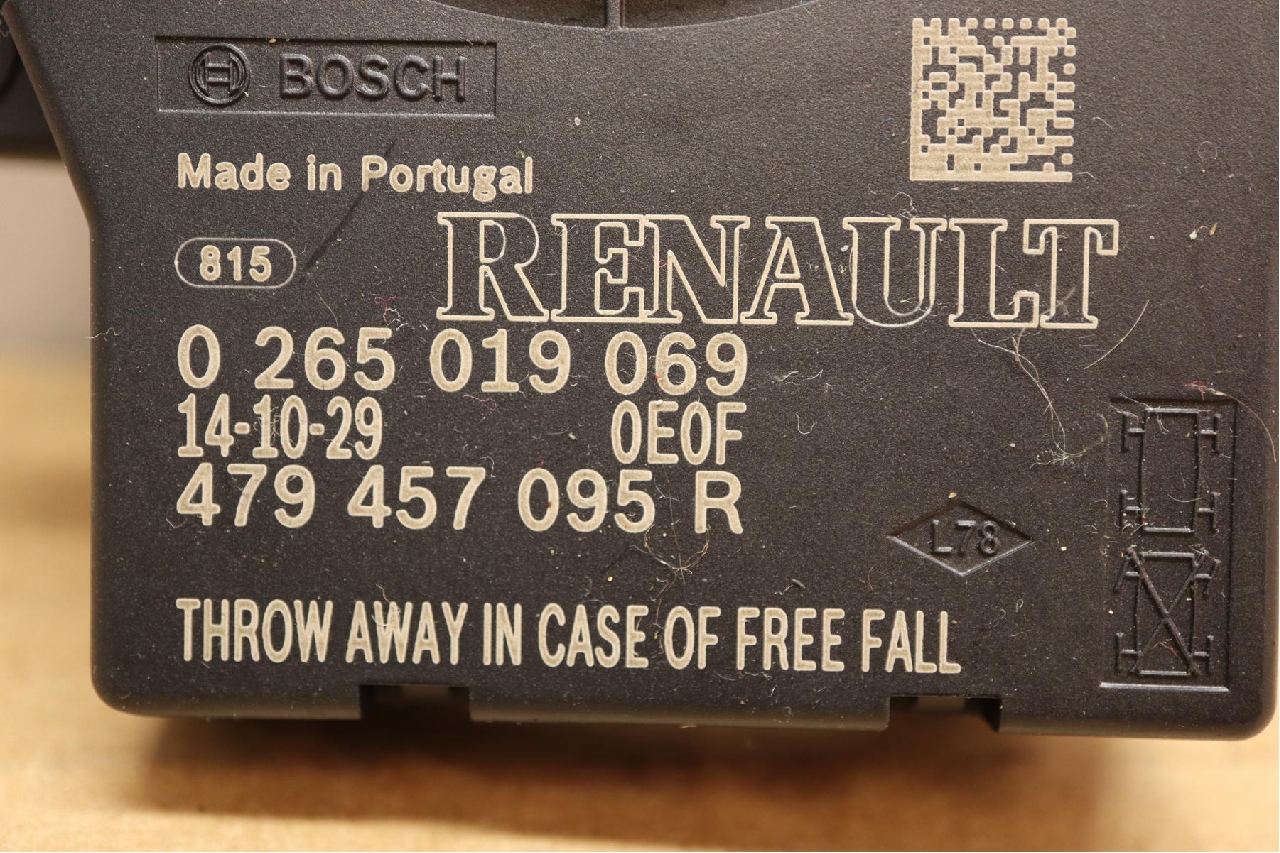 BOSCH
Made in Portugal
815
RENAULT
0 265 019 069
14-10-29 0E0F
479 457 095 R
L78
THROW AWAY IN CASE OF FREE FALL